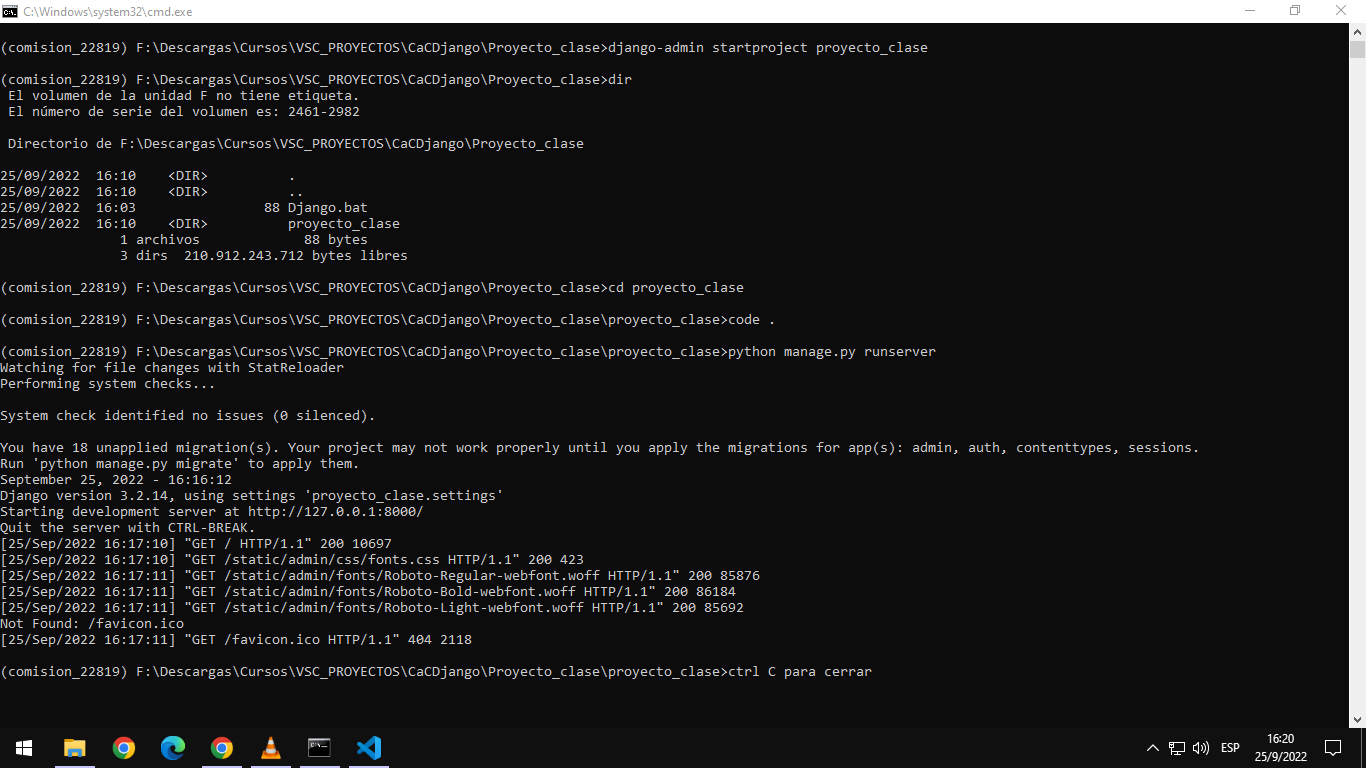 C:\Windows\system32\cmd.exe
(comision_22819) F:\Descargas\Cursos\VSC_PROYECTOS\CaCDjango\Proyecto_clase>django-admin startproject proyecto_clase
(comision_22819) F:\Descargas\Cursos\VSC_PROYECTOS\CaCDjango\Proyecto_clase>dir
El volumen de la unidad F no tiene etiqueta.
El número de serie del volumen es: 2461-2982
Directorio de F:\Descargas\Cursos\VSC_PROYECTOS\CaCDjango\Proyecto_clase
25/09/2022  16:10    <DIR>          .
25/09/2022  16:10    <DIR>          ..
25/09/2022  16:03                88 Django.bat
25/09/2022  16:10    <DIR>          proyecto_clase
1 archivos             88 bytes
3 dirs  210.912.243.712 bytes libres
(comision_22819) F:\Descargas\Cursos\VSC_PROYECTOS\CaCDjango\Proyecto_clase>cd proyecto_clase
(comision_22819) F:\Descargas\Cursos\VSC_PROYECTOS\CaCDjango\Proyecto_clase\proyecto_clase>code .
(comision_22819) F:\Descargas\Cursos\VSC_PROYECTOS\CaCDjango\Proyecto_clase\proyecto_clase>python manage.py runserver
Watching for file changes with StatReloader
Performing system checks...
System check identified no issues (0 silenced).
You have 18 unapplied migration(s). Your project may not work properly until you apply the migrations for app(s): admin, auth, contenttypes, sessions.
Run 'python manage.py migrate' to apply them.
September 25, 2022 - 16:16:12
Django version 3.2.14, using settings 'proyecto_clase.settings'
Starting development server at http://127.0.0.1:8000/
Quit the server with CTRL-BREAK.
[25/Sep/2022 16:17:10] "GET / HTTP/1.1" 200 10697
[25/Sep/2022 16:17:10] "GET /static/admin/css/fonts.css HTTP/1.1" 200 423
[25/Sep/2022 16:17:11] "GET /static/admin/fonts/Roboto-Regular-webfont.woff HTTP/1.1" 200 85876
[25/Sep/2022 16:17:11] "GET /static/admin/fonts/Roboto-Bold-webfont.woff HTTP/1.1" 200 86184
[25/Sep/2022 16:17:11] "GET /static/admin/fonts/Roboto-Light-webfont.woff HTTP/1.1" 200 85692
Not Found: /favicon.ico
[25/Sep/2022 16:17:11] "GET /favicon.ico HTTP/1.1" 404 2118
(comision_22819) F:\Descargas\Cursos\VSC_PROYECTOS\CaCDjango\Proyecto_clase\proyecto_clase>ctrl C para cerrar
ESP
16:20
25/9/2022